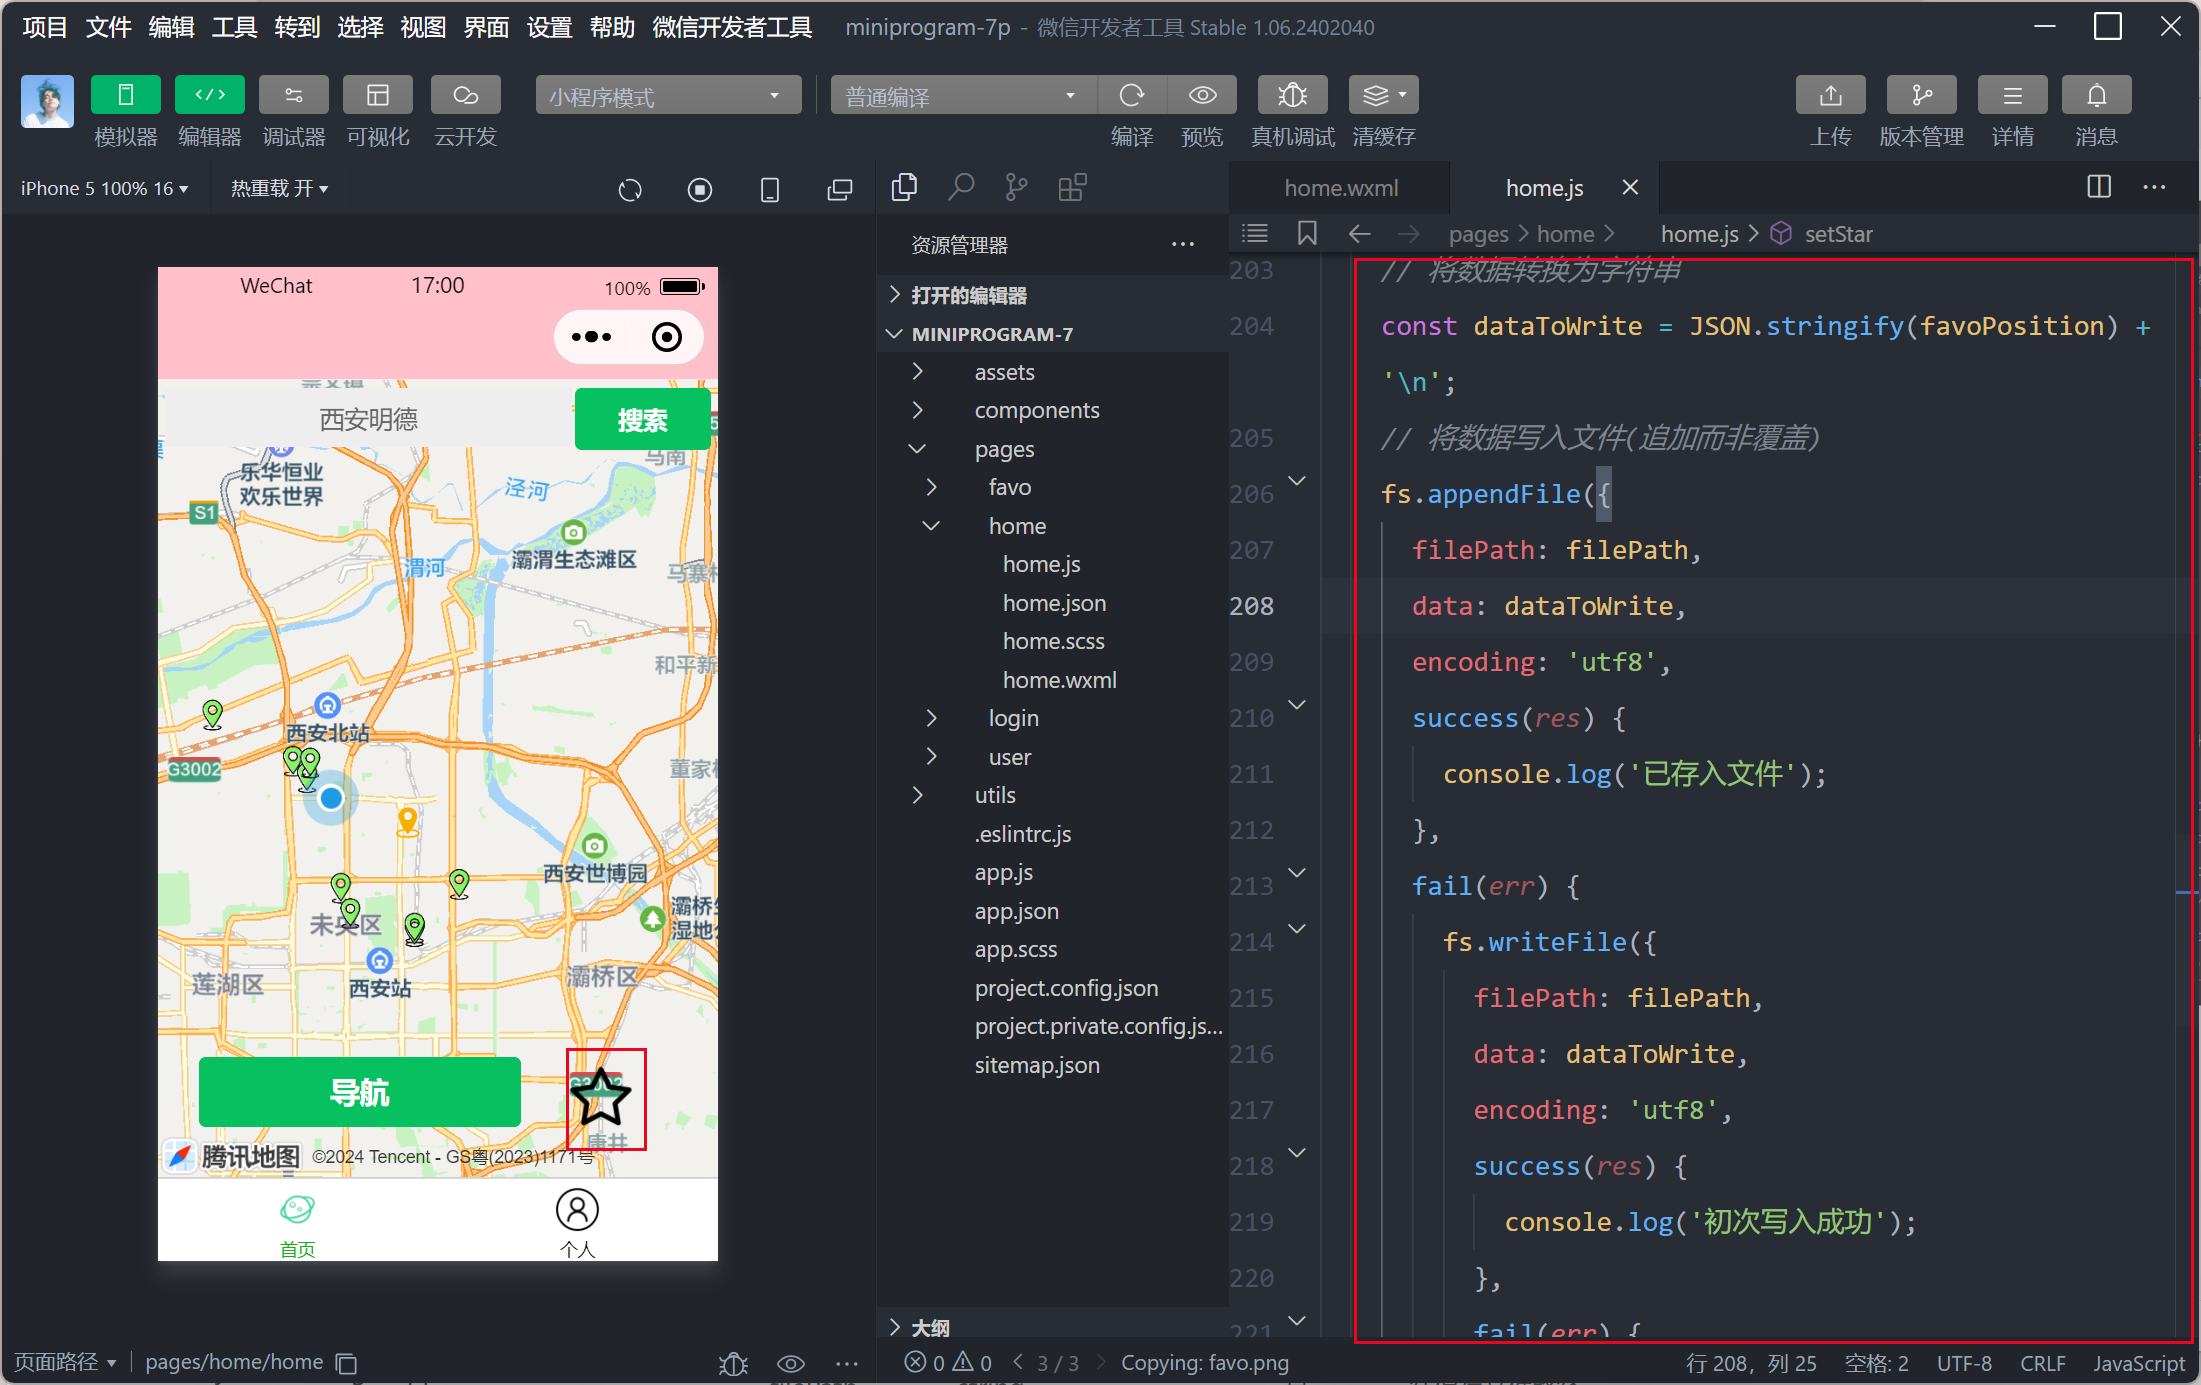 项目 文件 编辑 工具 转到 选择 视图 界面 设置 帮助 微信开发者工具 miniprogram-7p - 微信开发者工具 Stable 1.06.2402040
模拟器 编辑器 调试器 可视化 云开发
小程序模式
普通编译
编译 预览 真机调试 清缓存
上传 版本管理 详情 消息
iPhone 5 100% 16
热重载 开
WeChat 17:00 100%
西安明德
搜索
马南
乐华恒业
欢乐世界
泾河
S1
灞渭生态滩区
渭河
马寨村
和平新
西安北站
G3002
董家村
西安世博园
未央区
灞桥生
湿地公
莲湖区
西安站
灞桥区
导航
G3002
唐井
腾讯地图 ©2024 Tencent - GS粤(2023)1171号
首页
个人
页面路径 pages/home/home
资源管理器
打开的编辑器
MINIPROGRAM-7
assets
components
pages
favo
home
home.js
home.json
home.scss
home.wxml
login
user
utils
.eslintrc.js
app.js
app.json
app.scss
project.config.json
project.private.config.js...
sitemap.json
大纲
home.wxml
home.js
pages > home > home.js > setStar
203 // 将数据转换为字符串
204 const dataToWrite = JSON.stringify(favoPosition) +
'\n';
205 // 将数据写入文件(追加而非覆盖)
206 fs.appendFile({
207 filePath: filePath,
208 data: dataToWrite,
209 encoding: 'utf8',
210 success(res) {
211 console.log('已存入文件');
212 },
213 fail(err) {
214 fs.writeFile({
215 filePath: filePath,
216 data: dataToWrite,
217 encoding: 'utf8',
218 success(res) {
219 console.log('初次写入成功');
220 },
221 fail(err) {
0 0 3 / 3 Copying: favo.png
行 208, 列 25 空格: 2 UTF-8 CRLF JavaScript